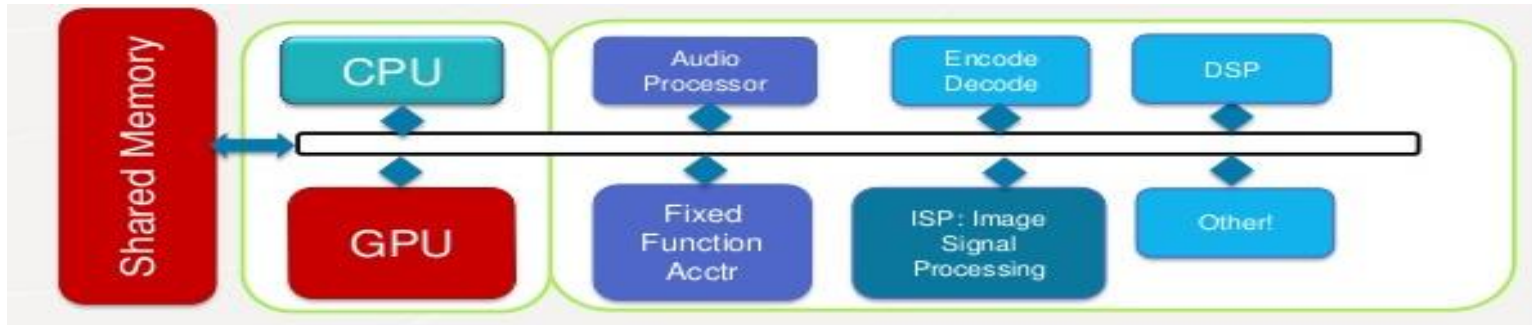 Shared Memory
CPU
Audio
Processor
Encode
Decode
DSP
GPU
Fixed
Function
Acctr
ISP: Image
Signal
Processing
Other!